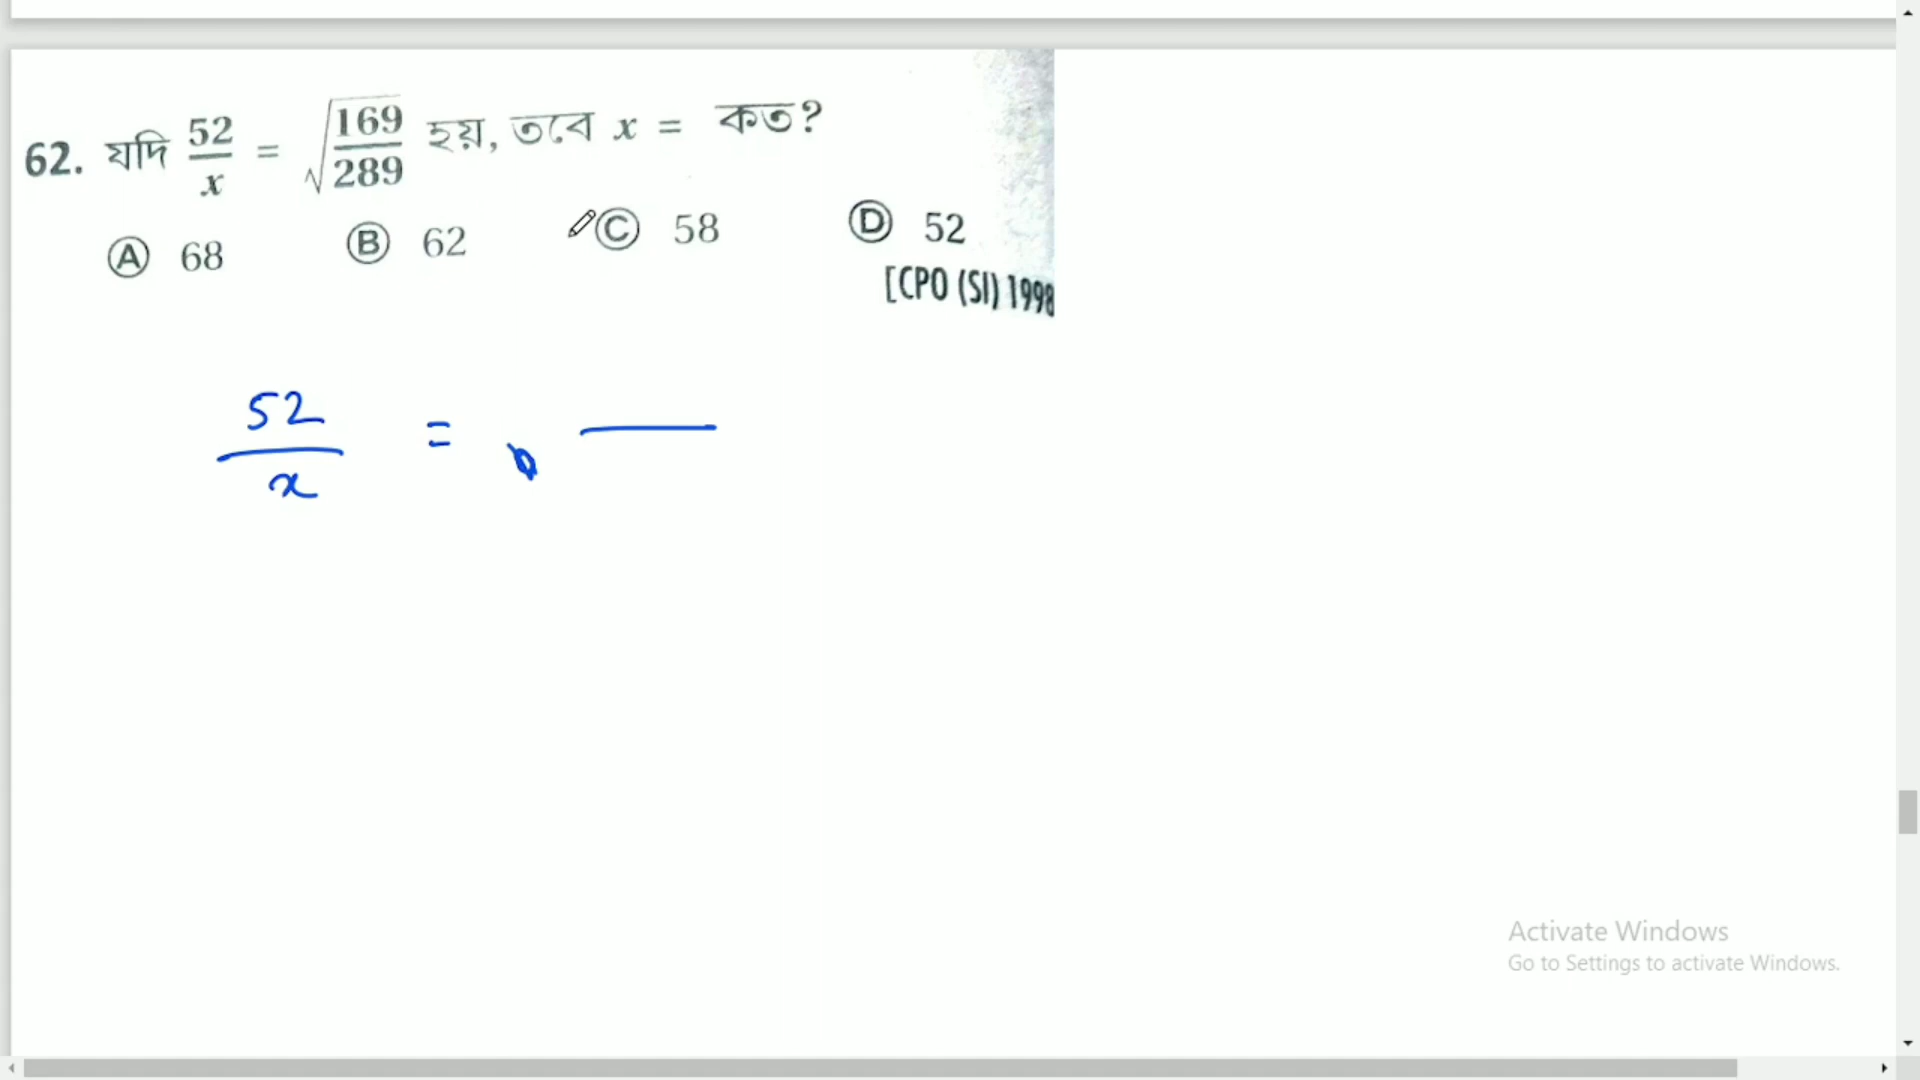 62. যদি 52/x = √169/289 হয়, তবে x = কত?
Ⓐ 68 Ⓑ 62 Ⓒ 58 Ⓓ 52
[CPO (SI) 1998
52/x =
Activate Windows
Go to Settings to activate Windows.